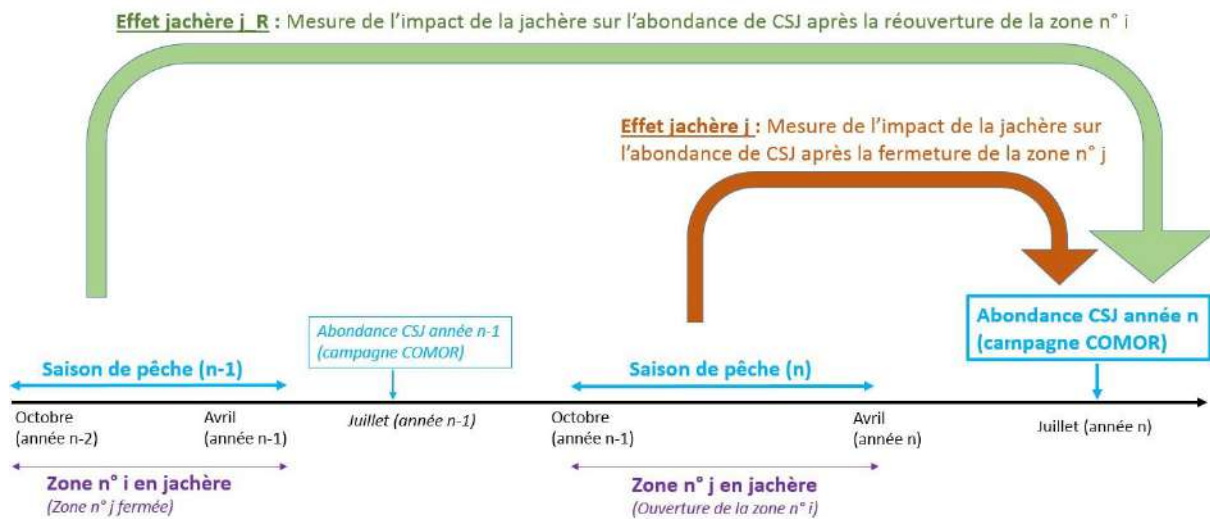 Effet jachère j_R : Mesure de l'impact de la jachère sur l'abondance de CSJ après la réouverture de la zone n° i
Effet jachère j : Mesure de l'impact de la jachère sur
l'abondance de CSJ après la fermeture de la zone n° j
Abondance CSJ année n-1
(campagne COMOR)
Abondance CSJ année n
(campagne COMOR)
Saison de pêche (n-1)
Saison de pêche (n)
Octobre
(année n-2)
Avril
(année n-1)
Juillet (année n-1)
Octobre
(année n-1)
Avril
(année n)
Juillet (année n)
Zone n° i en jachère
(Zone n° j fermée)
Zone n° j en jachère
(Ouverture de la zone n° i)